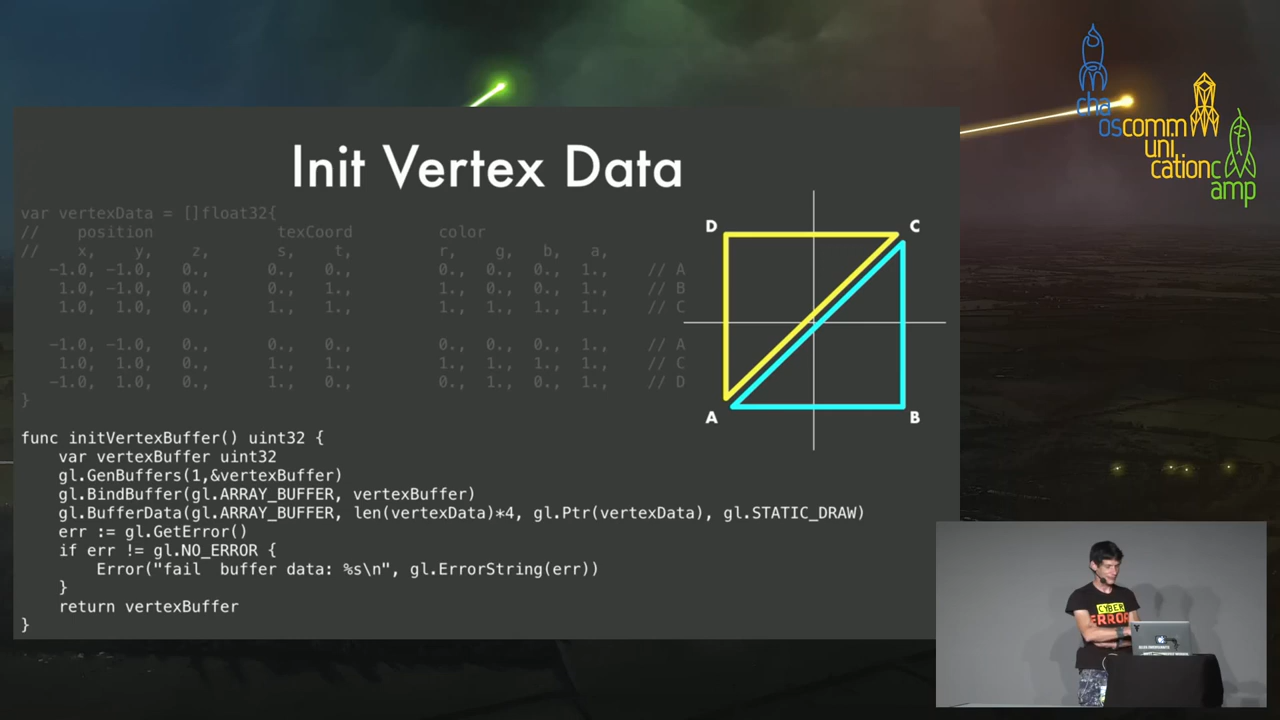 Init Vertex Data
var vertexData = []float32{
//    position             texCoord         color
//    x,    y,    z,       s,   t,          r,   g,   b,   a,
   -1.0, -1.0,   0.,      0.,   0.,         0.,  0.,  0.,  1.,    // A
    1.0, -1.0,   0.,      0.,   1.,         1.,  0.,  0.,  1.,    // B
    1.0,  1.0,   0.,      1.,   1.,         1.,  1.,  1.,  1.,    // C
   -1.0, -1.0,   0.,      0.,   0.,         0.,  0.,  0.,  1.,    // A
    1.0,  1.0,   0.,      1.,   1.,         1.,  1.,  1.,  1.,    // C
   -1.0,  1.0,   0.,      1.,   0.,         0.,  1.,  0.,  1.,    // D
}
D
C
A
B
func initVertexBuffer() uint32 {
    var vertexBuffer uint32
    gl.GenBuffers(1,&vertexBuffer)
    gl.BindBuffer(gl.ARRAY_BUFFER, vertexBuffer)
    gl.BufferData(gl.ARRAY_BUFFER, len(vertexData)*4, gl.Ptr(vertexData), gl.STATIC_DRAW)
    err := gl.GetError()
    if err != gl.NO_ERROR {
        Error("fail  buffer data: %s\n", gl.ErrorString(err))
    }
    return vertexBuffer
}
cha
oscomm
uni
cationc
amp
CYBER
ERROR